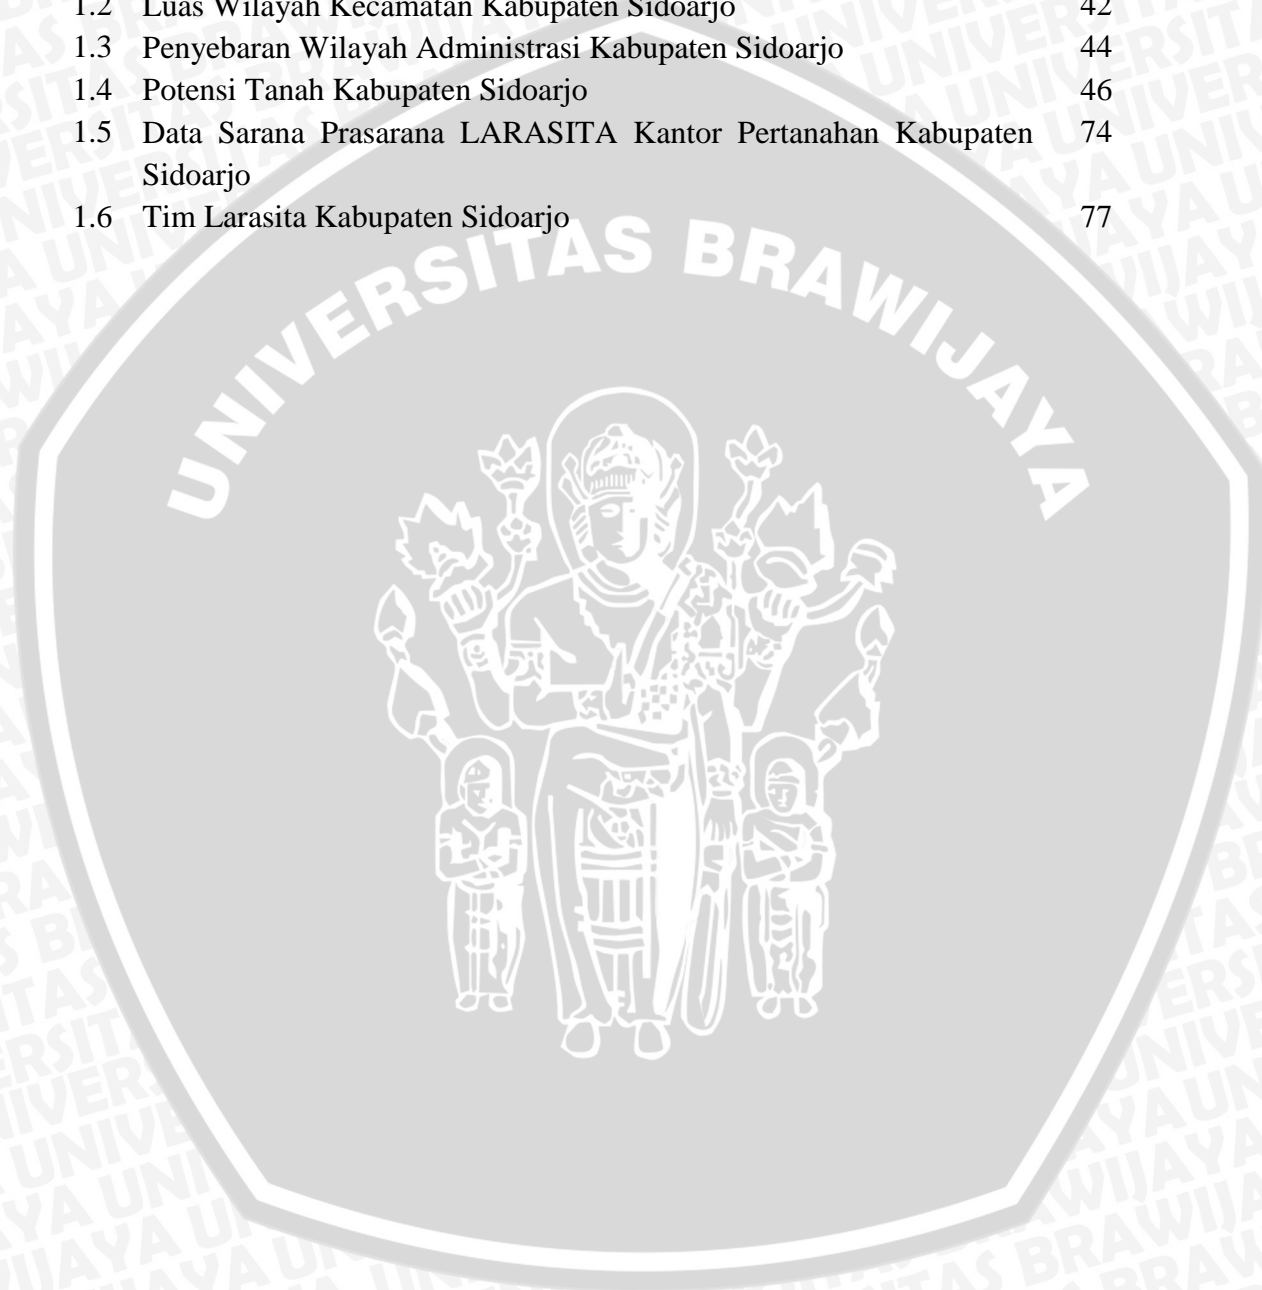 1.2 Luas Wilayah Kecamatan Kabupaten Sidoarjo 42
1.3 Penyebaran Wilayah Administrasi Kabupaten Sidoarjo 44
1.4 Potensi Tanah Kabupaten Sidoarjo 46
1.5 Data Sarana Prasarana LARASITA Kantor Pertanahan Kabupaten 74
Sidoarjo
1.6 Tim Larasita Kabupaten Sidoarjo 77
UNIVERSITAS BRAWIJAYA